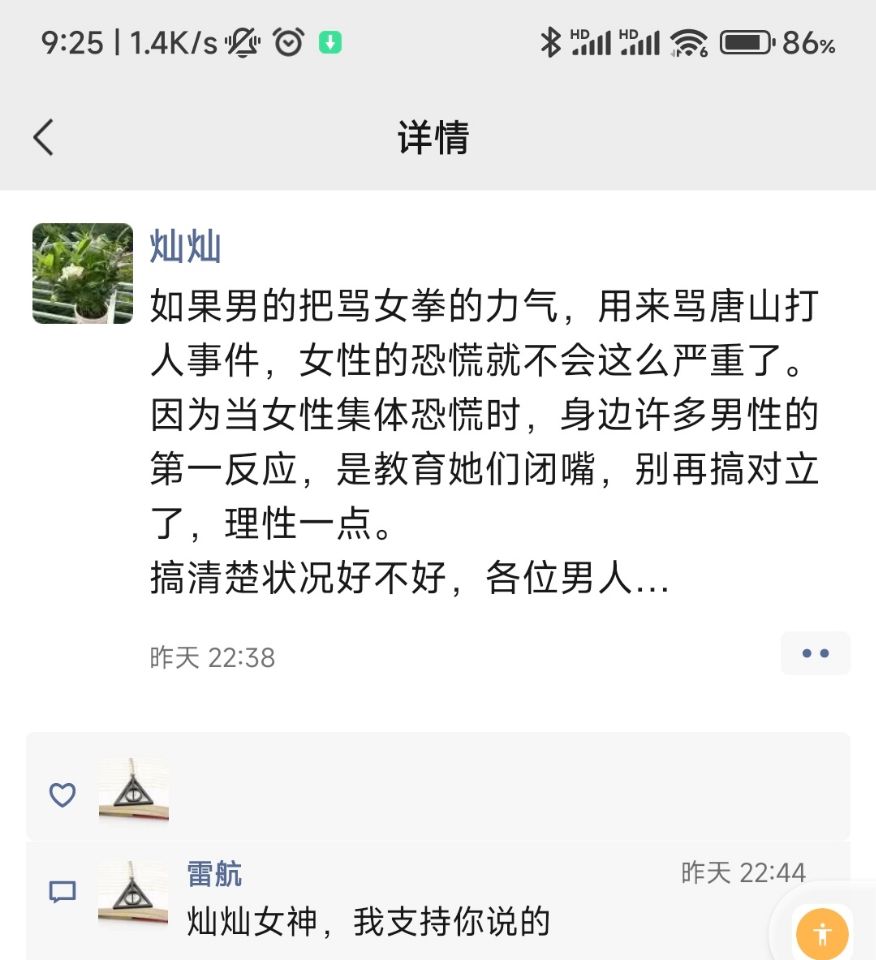 9:25 | 1.4K/s HD HD 6 86%
详情
灿灿
如果男的把骂女拳的力气，用来骂唐山打
人事件，女性的恐慌就不会这么严重了。
因为当女性集体恐慌时，身边许多男性的
第一反应，是教育她们闭嘴，别再搞对立
了，理性一点。
搞清楚状况好不好，各位男人...
昨天 22:38
雷航 昨天 22:44
灿灿女神，我支持你说的